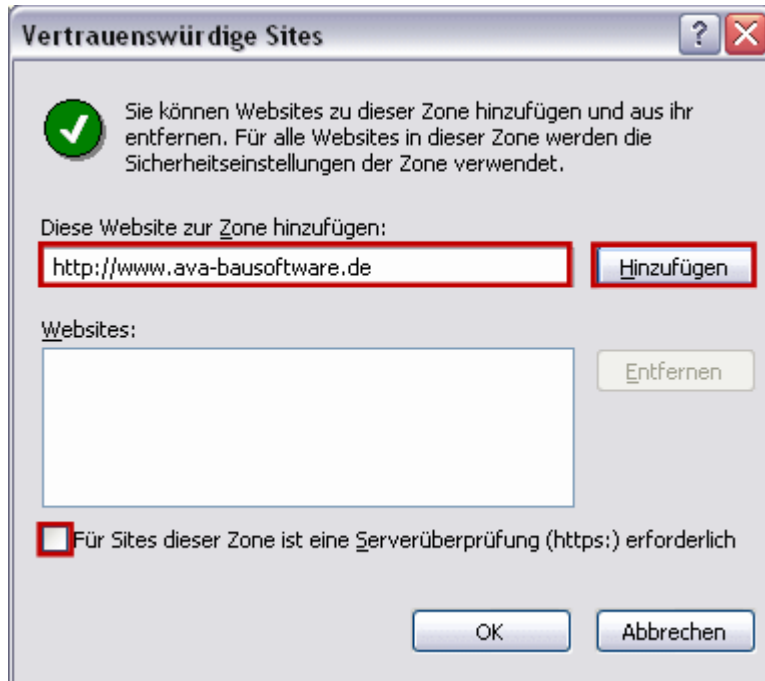 Vertrauenswürdige Sites
Sie können Websites zu dieser Zone hinzufügen und aus ihr
entfernen. Für alle Websites in dieser Zone werden die
Sicherheitseinstellungen der Zone verwendet.
Diese Website zur Zone hinzufügen:
http://www.ava-bausoftware.de
Hinzufügen
Websites:
Entfernen
Für Sites dieser Zone ist eine Serverüberprüfung (https:) erforderlich
OK
Abbrechen